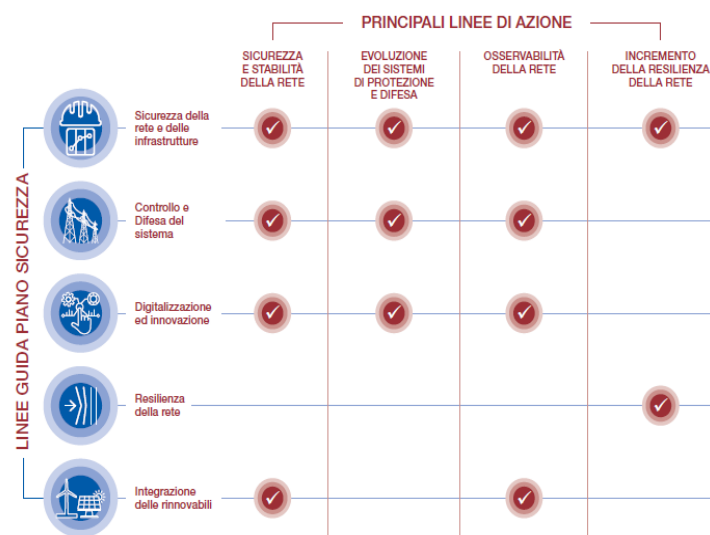 PRINCIPALI LINEE DI AZIONE
SICUREZZA
E STABILITÀ
DELLA RETE
EVOLUZIONE
DEI SISTEMI
DI PROTEZIONE
E DIFESA
OSSERVABILITÀ
DELLA RETE
INCREMENTO
DELLA RESILIENZA
DELLA RETE
LINEE GUIDA PIANO SICUREZZA
Sicurezza della
rete e delle
infrastrutture
Controllo e
Difesa del
sistema
Digitalizzazione
ed innovazione
Resilienza
della rete
Integrazione
delle rinnovabili